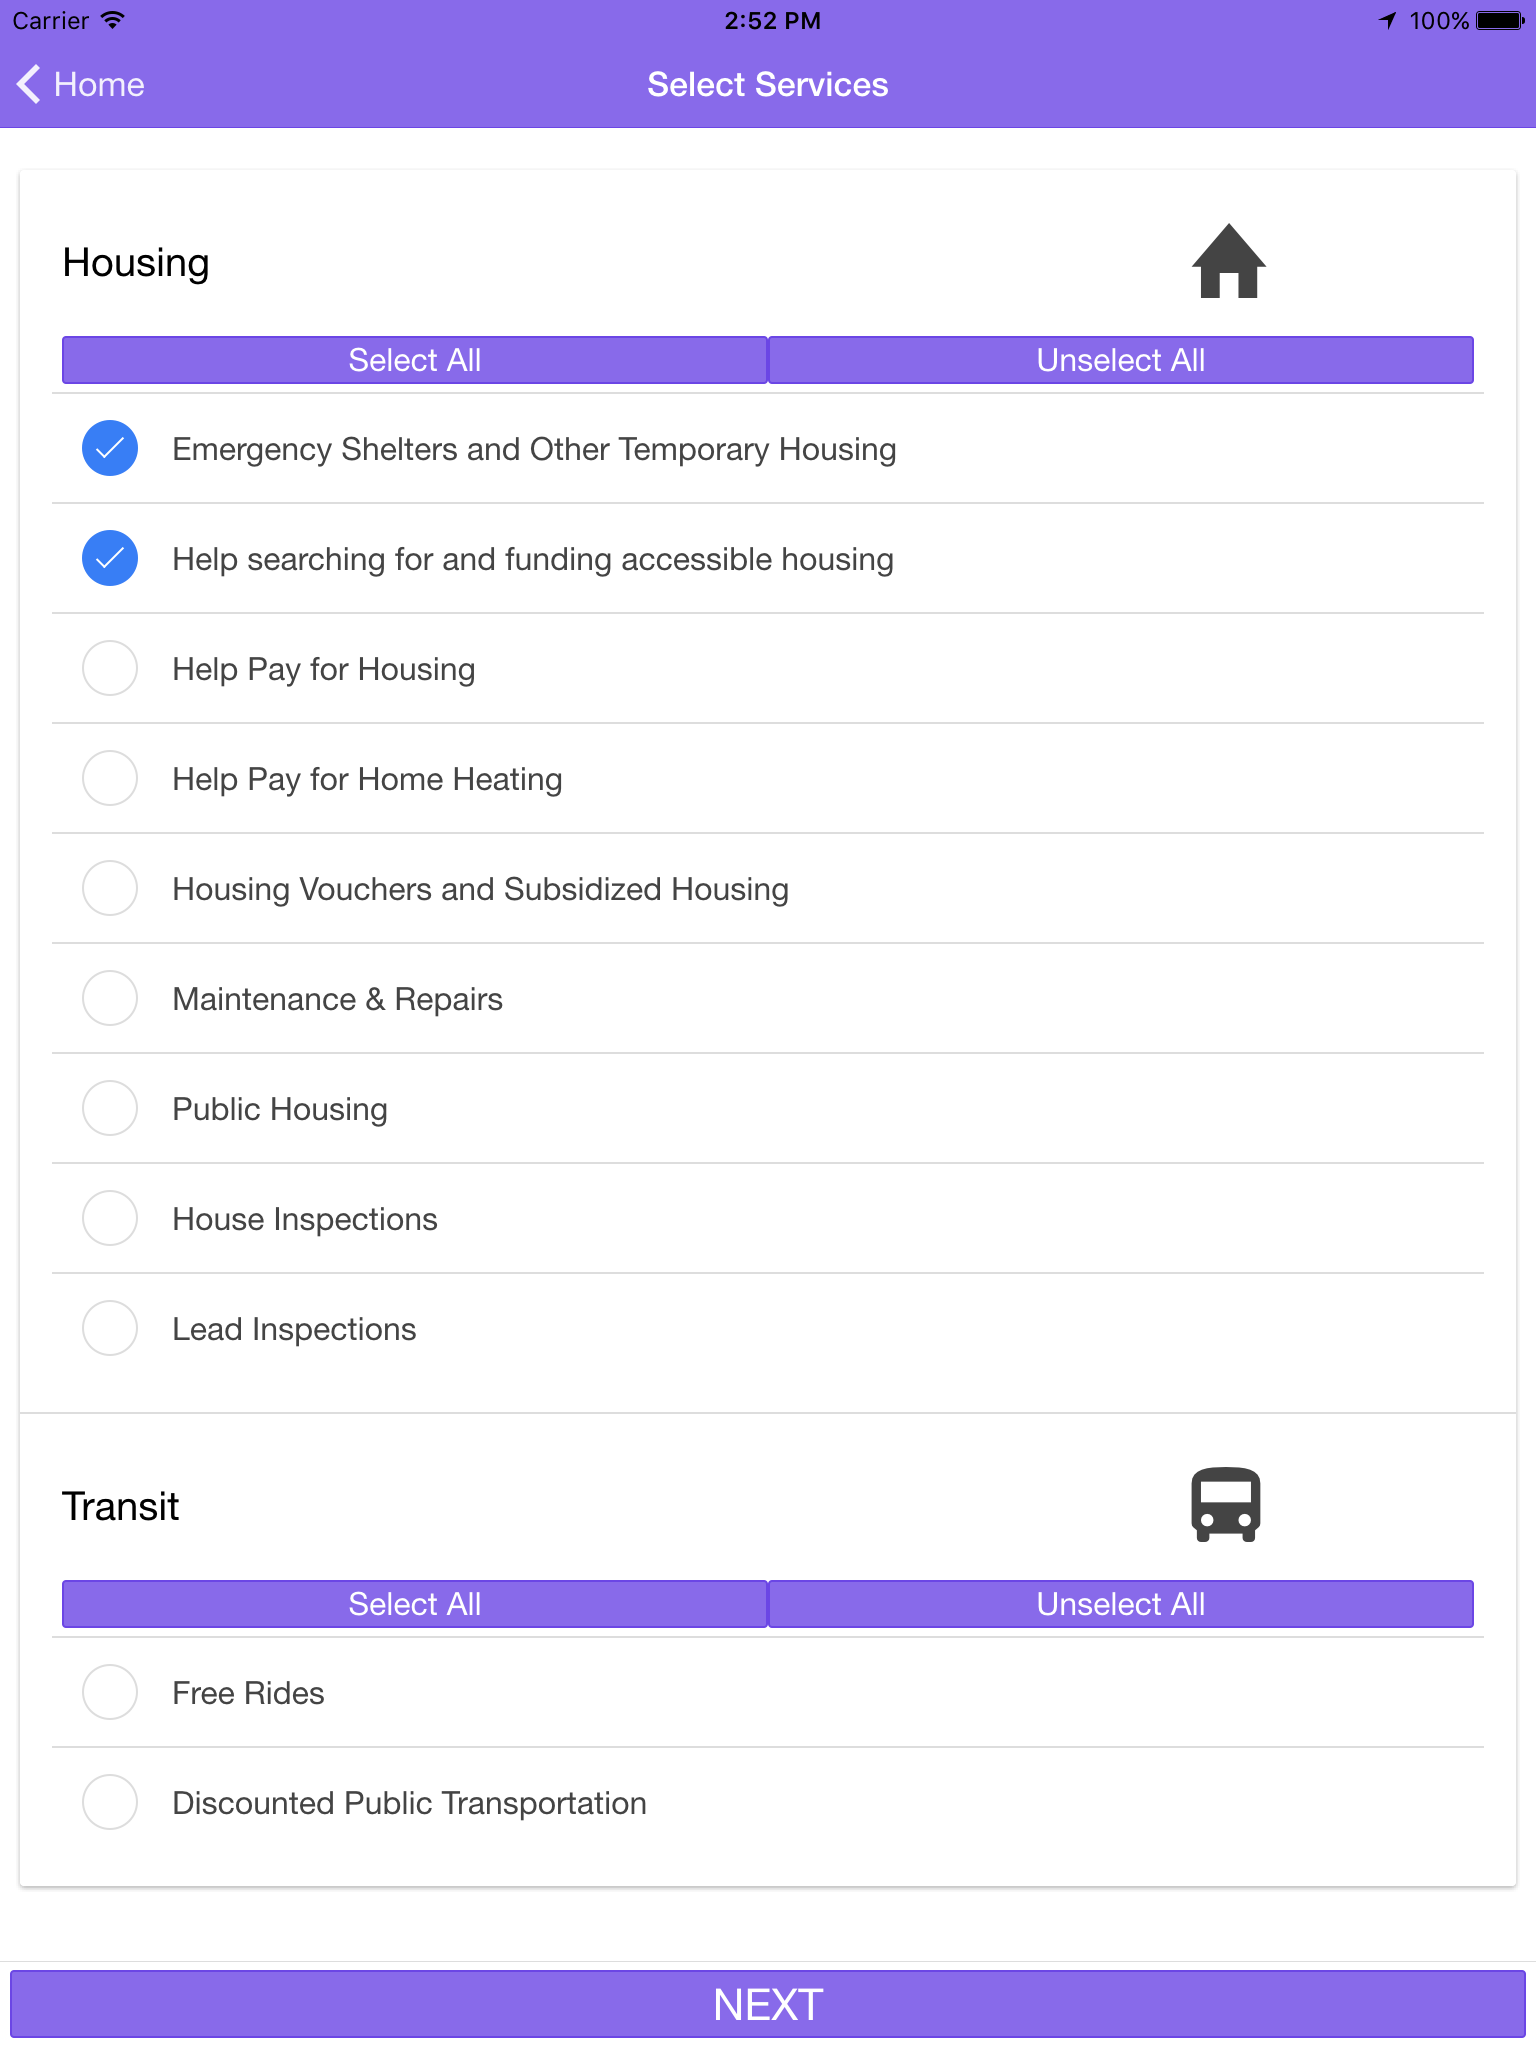 Carrier 2:52 PM 100%
Home Select Services
Housing
Select All Unselect All
Emergency Shelters and Other Temporary Housing
Help searching for and funding accessible housing
Help Pay for Housing
Help Pay for Home Heating
Housing Vouchers and Subsidized Housing
Maintenance & Repairs
Public Housing
House Inspections
Lead Inspections
Transit
Select All Unselect All
Free Rides
Discounted Public Transportation
NEXT